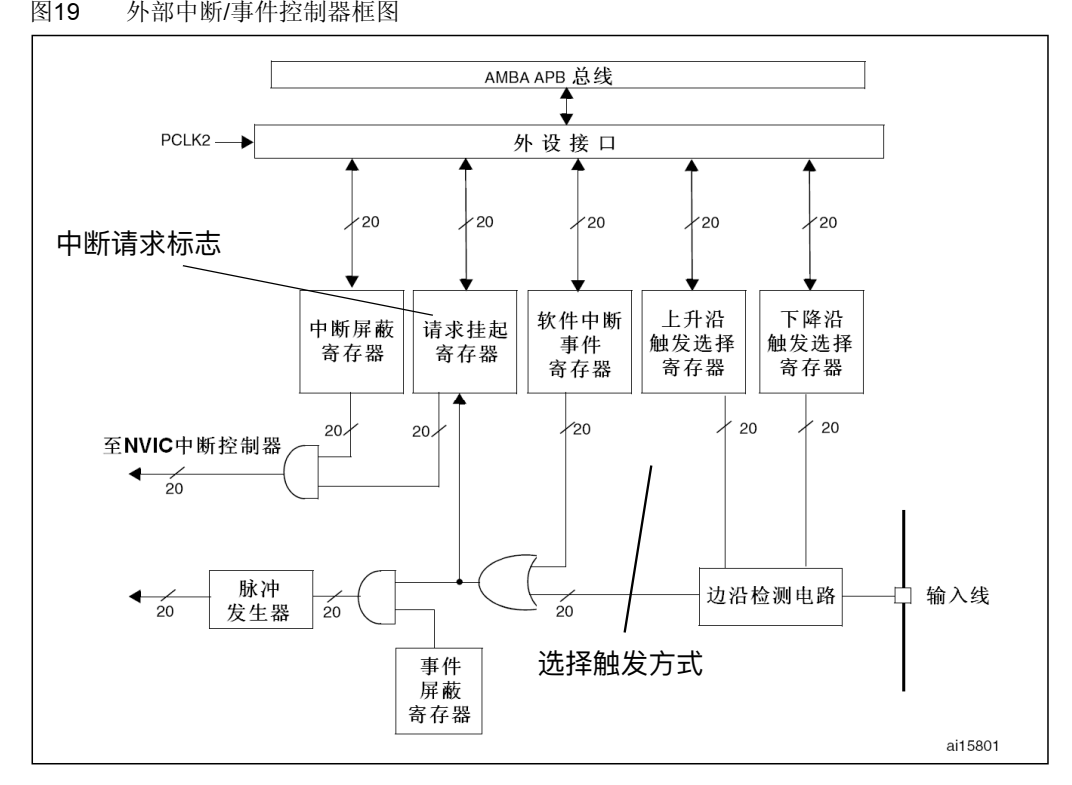 图19 外部中断/事件控制器框图
AMBA APB 总线
PCLK2
外设接口
20 20 20 20 20
中断请求标志
中断屏蔽
寄存器
请求挂起
寄存器
软件中断
事件
寄存器
上升沿
触发选择
寄存器
下降沿
触发选择
寄存器
20 20 20 20 20
至NVIC中断控制器
20
脉冲
发生器
边沿检测电路
输入线
20 20 20
选择触发方式
事件
屏蔽
寄存器
ai15801